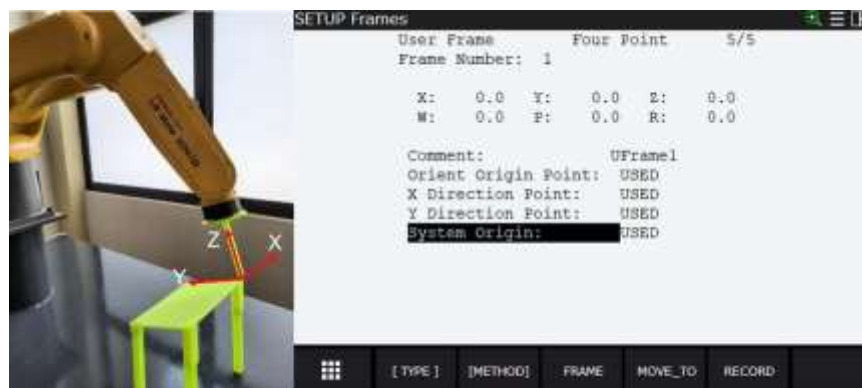 SETUP Frames
User Frame Four Point 5/5
Frame Number: 1
X: 0.0 Y: 0.0 Z: 0.0
W: 0.0 P: 0.0 R: 0.0
Comment: UFrame1
Orient Origin Point: USED
X Direction Point: USED
Y Direction Point: USED
System Origin: USED
[ TYPE ] [METHOD] FRAME MOVE_TO RECORD
Z X
Y